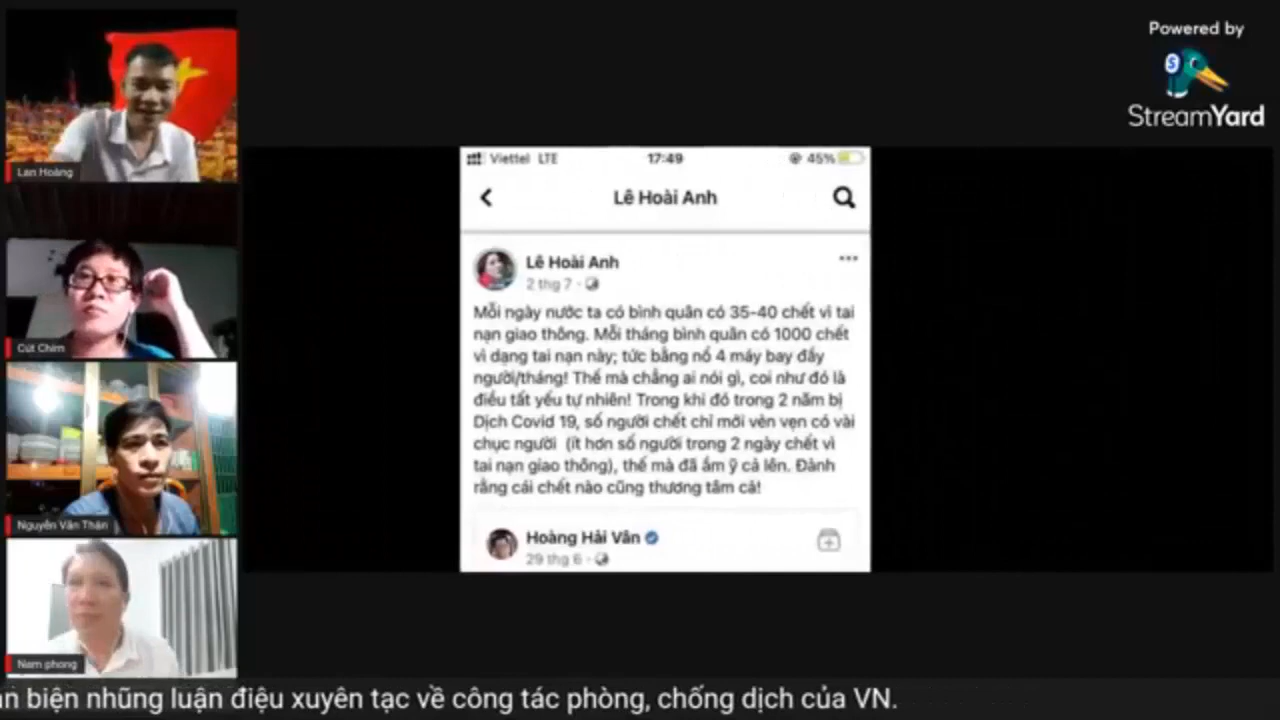 Powered by
StreamYard
Lan Hoàng
Cứt Chim
Nguyễn Văn Thân
Nam phong
Viettel LTE
17:49
45%
Lê Hoài Anh
Lê Hoài Anh
2 thg 7
Mỗi ngày nước ta có bình quân có 35-40 chết vì tai
nạn giao thông. Mỗi tháng bình quân có 1000 chết
vì dạng tai nạn này; tức bằng nổ 4 máy bay đầy
người/tháng! Thế mà chẳng ai nói gì, coi như đó là
điều tất yếu tự nhiên! Trong khi đó trong 2 năm bị
Dịch Covid 19, số người chết chỉ mới vẻn vẹn có vài
chục người (ít hơn số người trong 2 ngày chết vì
tai nạn giao thông), thế mà đã ầm ỹ cả lên. Đành
rằng cái chết nào cũng thương tâm cả!
Hoàng Hải Vân
29 thg 6
biện những luận điệu xuyên tạc về công tác phòng, chống dịch của VN.